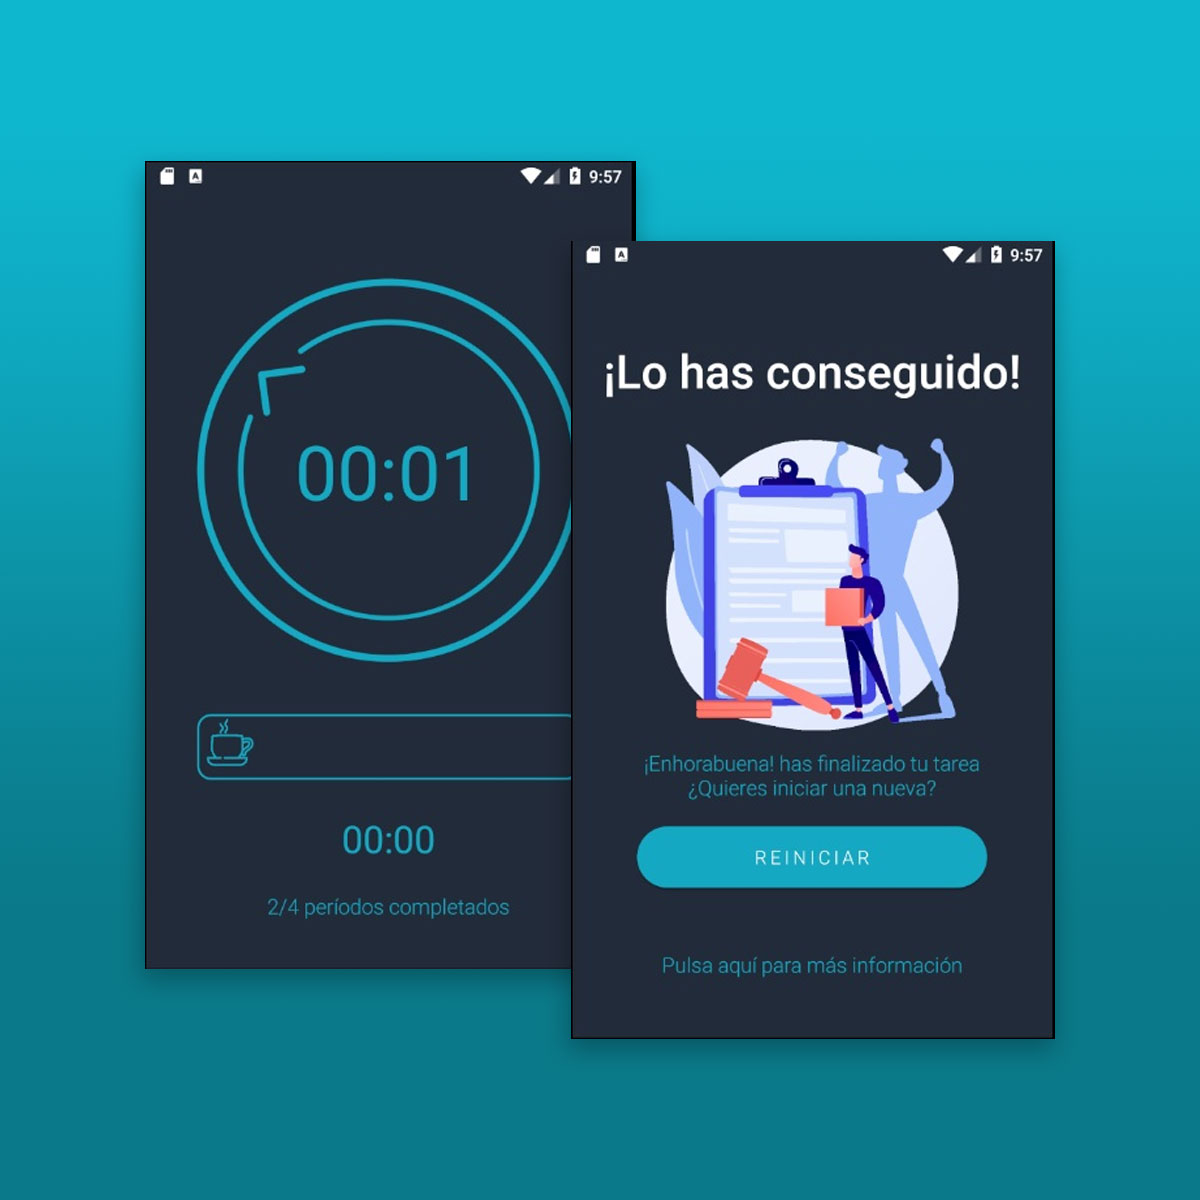 A
9:57
00:01
00:00
2/4 períodos completados
A
9:57
¡Lo has conseguido!
¡Enhorabuena! has finalizado tu tarea
¿Quieres iniciar una nueva?
REINICIAR
Pulsa aquí para más información